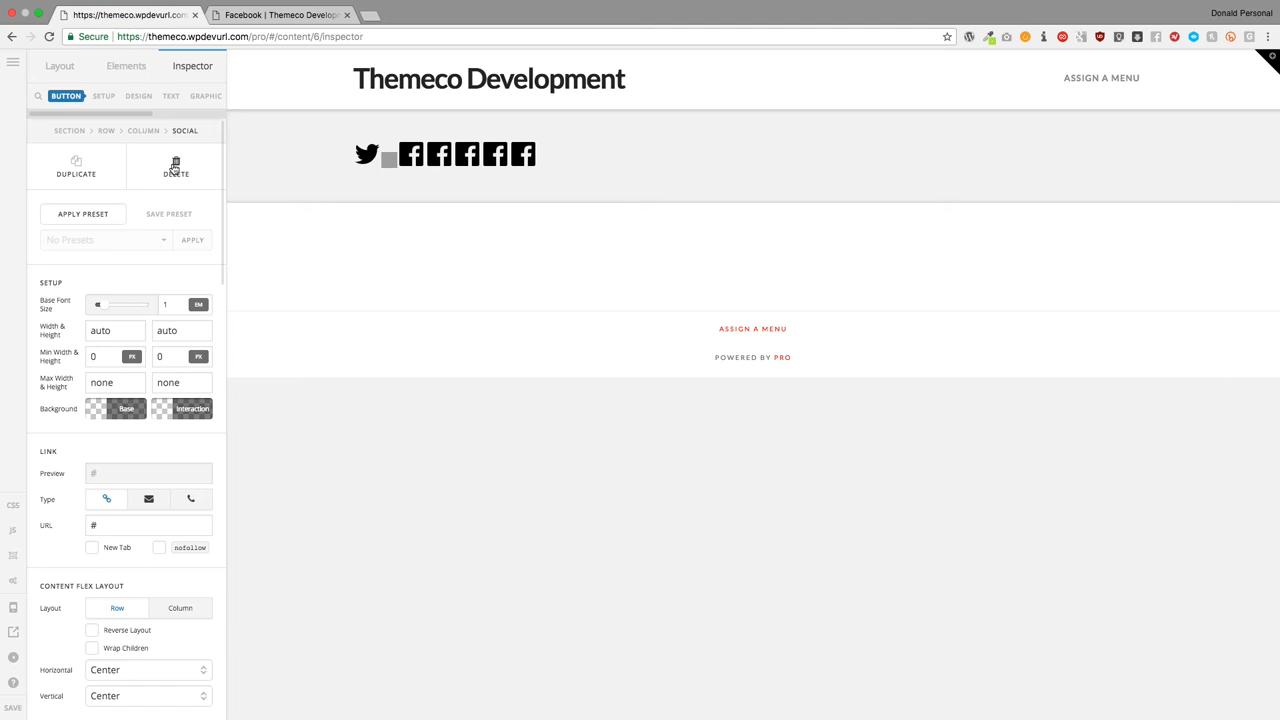 https://themeco.wpdevurl.com
Facebook | Themeco Develop
Donald Personal
Secure
https://themeco.wpdevurl.com/pro/#/content/6/inspector
Layout
Elements
Inspector
BUTTON
SETUP
DESIGN
TEXT
GRAPHIC
SECTION
ROW
COLUMN
SOCIAL
DUPLICATE
DELETE
APPLY PRESET
SAVE PRESET
No Presets
APPLY
SETUP
Base Font
Size
1
EM
Width &
Height
auto
auto
Min Width &
Height
0
PX
0
PX
Max Width
& Height
none
none
Background
Base
Interaction
LINK
Preview
#
Type
URL
#
New Tab
nofollow
CONTENT FLEX LAYOUT
Layout
Row
Column
Reverse Layout
Wrap Children
Horizontal
Center
Vertical
Center
CSS
JS
SAVE
Themeco Development
ASSIGN A MENU
ASSIGN A MENU
POWERED BY PRO